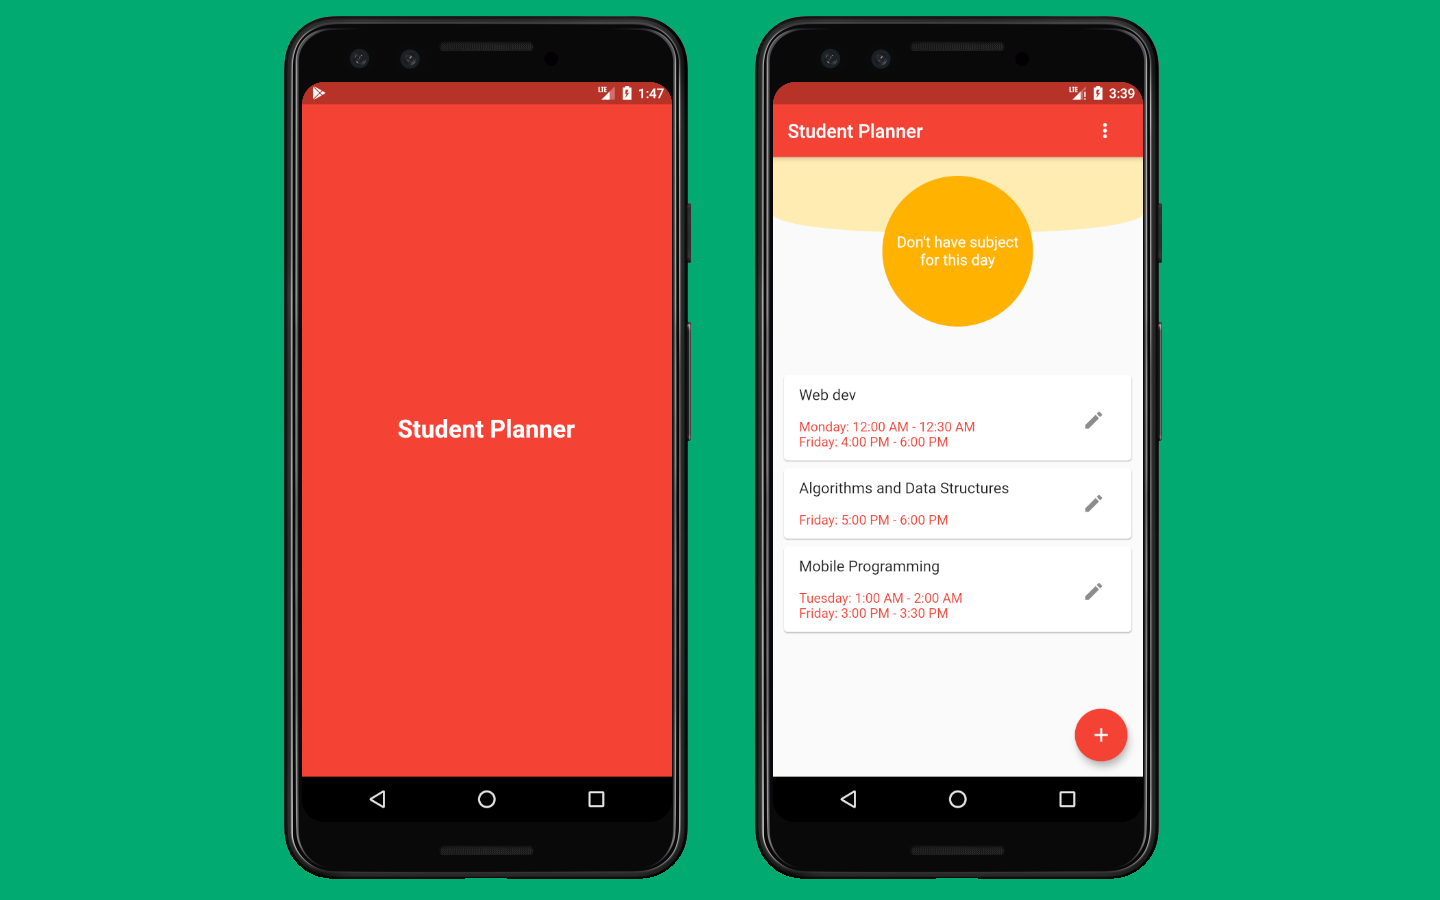 LTE 1:47
Student Planner
LTE 3:39
Student Planner
Don't have subject
for this day
Web dev
Monday: 12:00 AM - 12:30 AM
Friday: 4:00 PM - 6:00 PM
Algorithms and Data Structures
Friday: 5:00 PM - 6:00 PM
Mobile Programming
Tuesday: 1:00 AM - 2:00 AM
Friday: 3:00 PM - 3:30 PM